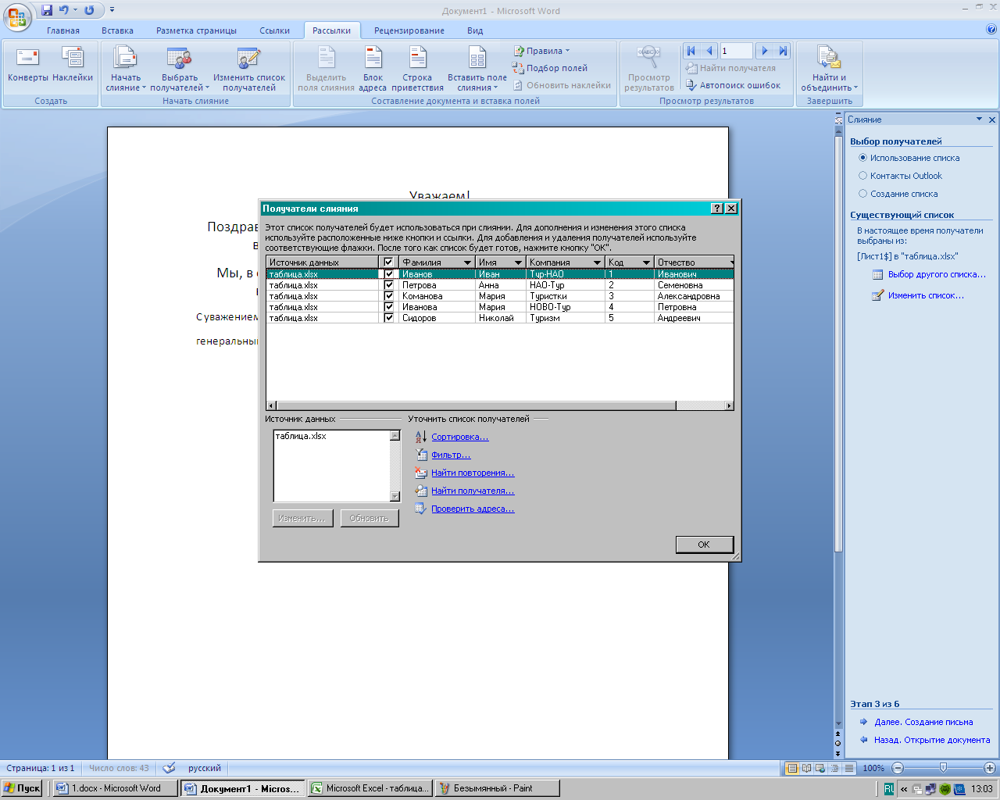 Документ1 - Microsoft Word
Главная Вставка Разметка страницы Ссылки Рассылки Рецензирование Вид
Конверты Наклейки
Создать
Начать слияние Выбрать получателей Изменить список получателей
Начать слияние
Выделить поля слияния Блок адреса Строка приветствия Вставить поле слияния
Правила
Подбор полей
Обновить наклейки
Составление документа и вставка полей
Просмотр результатов
1
Найти получателя
Автопоиск ошибок
Просмотр результатов
Найти и объединить
Завершить
Уважаем!
Поздрав
в
Мы, в
С уважением
генеральны
Получатели слияния
Этот список получателей будет использоваться при слиянии. Для дополнения и изменения этого списка
используйте расположенные ниже кнопки и ссылки. Для добавления и удаления получателей используйте
соответствующие флажки. После того как список будет готов, нажмите кнопку "ОК".
Источник данных Фамилия Имя Компания Код Отчество
таблица.xlsx Иванов Иван Тур-НАО 1 Иванович
таблица.xlsx Петрова Анна НАО-Тур 2 Семеновна
таблица.xlsx Команова Мария Туристки 3 Александровна
таблица.xlsx Иванова Мария НОВО-Тур 4 Петровна
таблица.xlsx Сидоров Николай Туризм 5 Андреевич
Источник данных
таблица.xlsx
Изменить... Обновить
Уточнить список получателей
Сортировка...
Фильтр...
Найти повторения...
Найти получателя...
Проверить адреса...
ОК
Слияние
Выбор получателей
Использование списка
Контакты Outlook
Создание списка
Существующий список
В настоящее время получатели
выбраны из:
[Лист1$] в "таблица.xlsx"
Выбор другого списка...
Изменить список...
Этап 3 из 6
Далее. Создание письма
Назад. Открытие документа
Страница: 1 из 1 Число слов: 43 русский 100%
Пуск 1.docx - Microsoft Word Документ1 - Micros... Microsoft Excel - таблица... Безымянный - Paint RU « 13:03